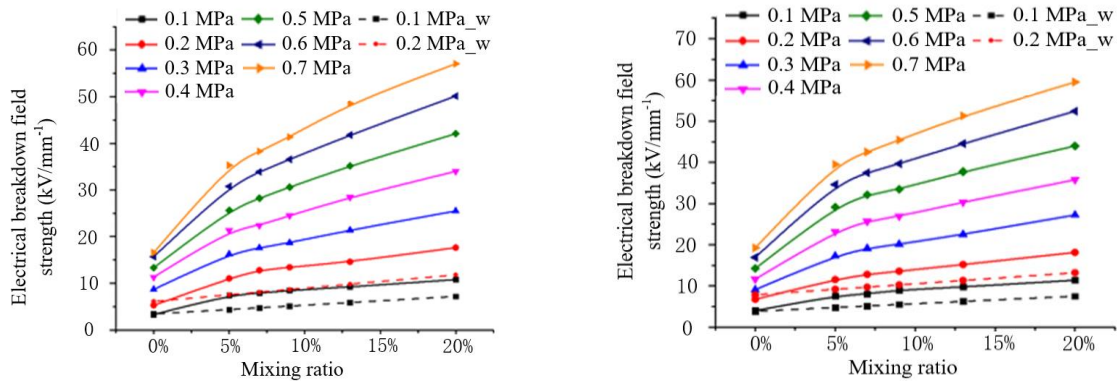 0.1 MPa 0.5 MPa 0.1 MPa_w
0.2 MPa 0.6 MPa 0.2 MPa_w
0.3 MPa 0.7 MPa
0.4 MPa
60
50
40
30
20
10
0
Electrical breakdown field
strength (kV/mm⁻¹)
0% 5% 10% 15% 20%
Mixing ratio
0.1 MPa 0.5 MPa 0.1 MPa_w
0.2 MPa 0.6 MPa 0.2 MPa_w
0.3 MPa 0.7 MPa
0.4 MPa
70
60
50
40
30
20
10
0
Electrical breakdown field
strength (kV/mm⁻¹)
0% 5% 10% 15% 20%
Mixing ratio